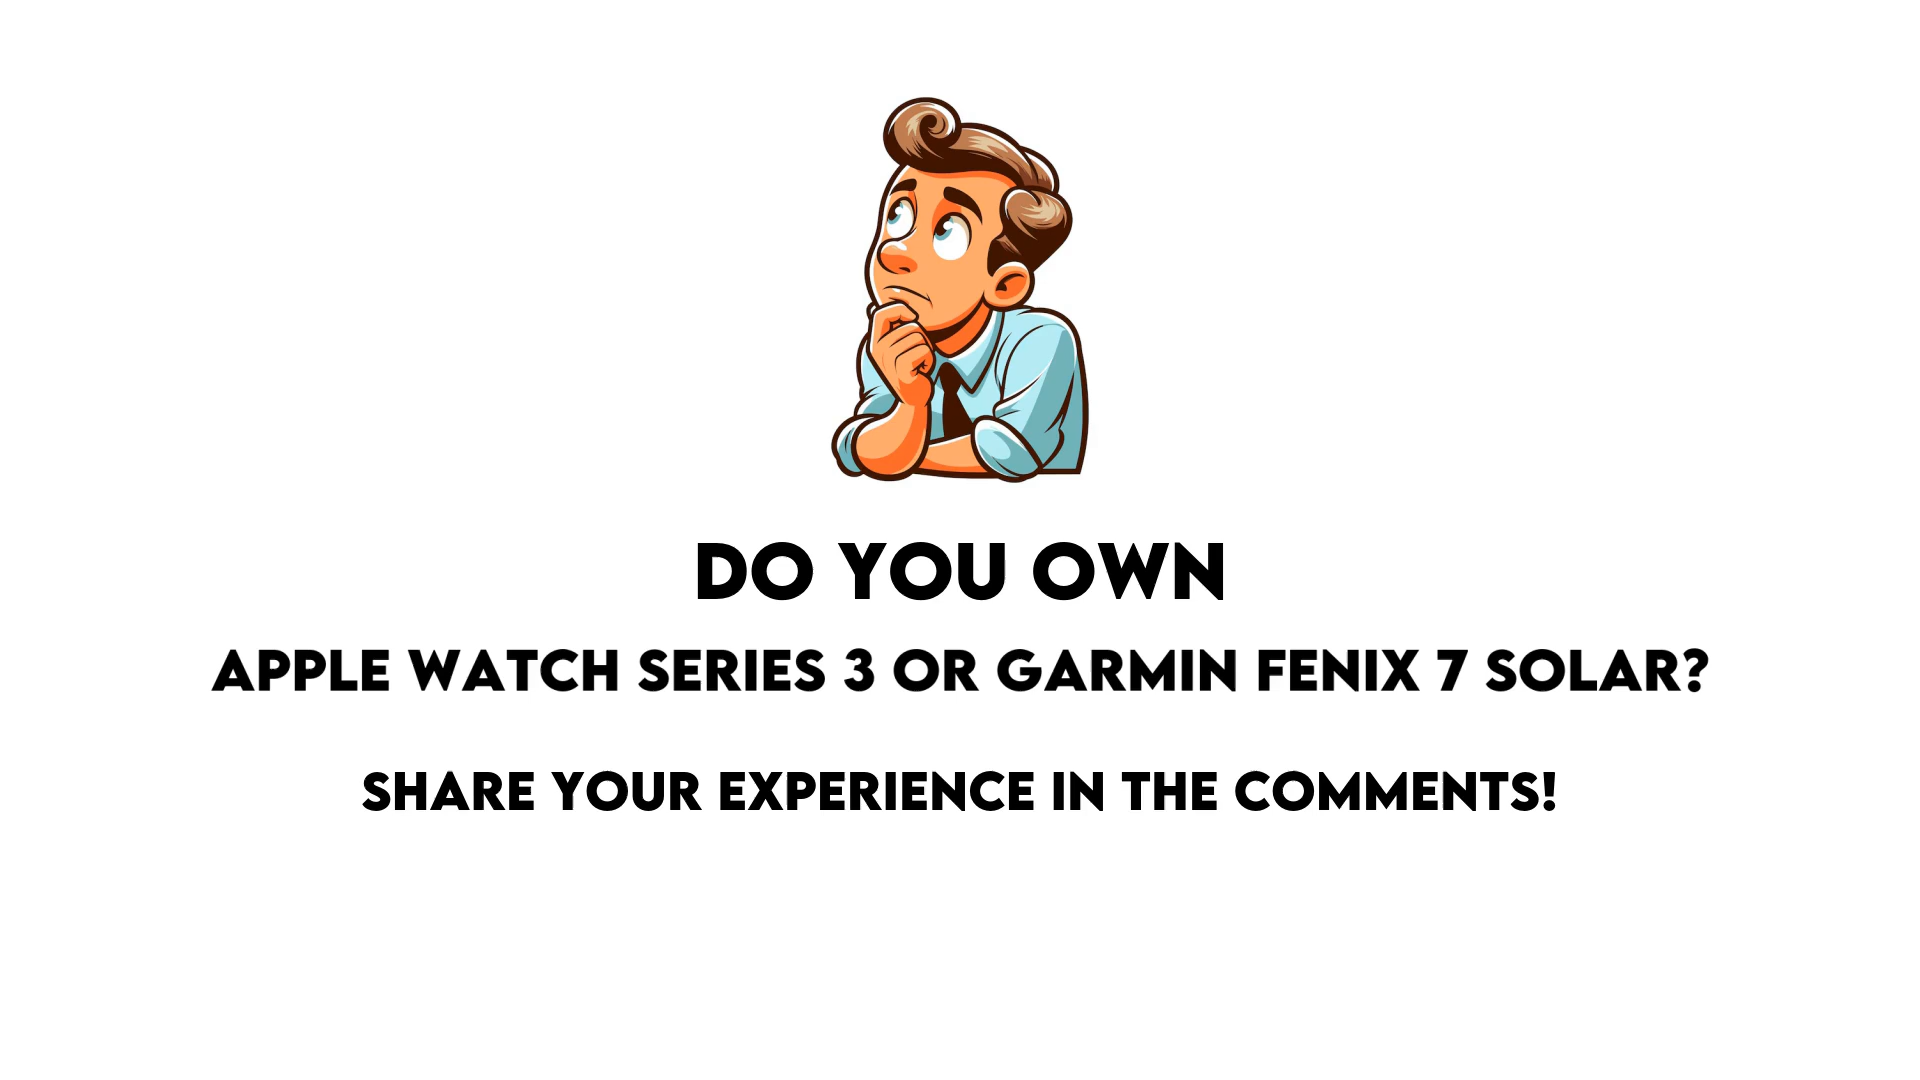 DO YOU OWN
APPLE WATCH SERIES 3 OR GARMIN FENIX 7 SOLAR?
SHARE YOUR EXPERIENCE IN THE COMMENTS!